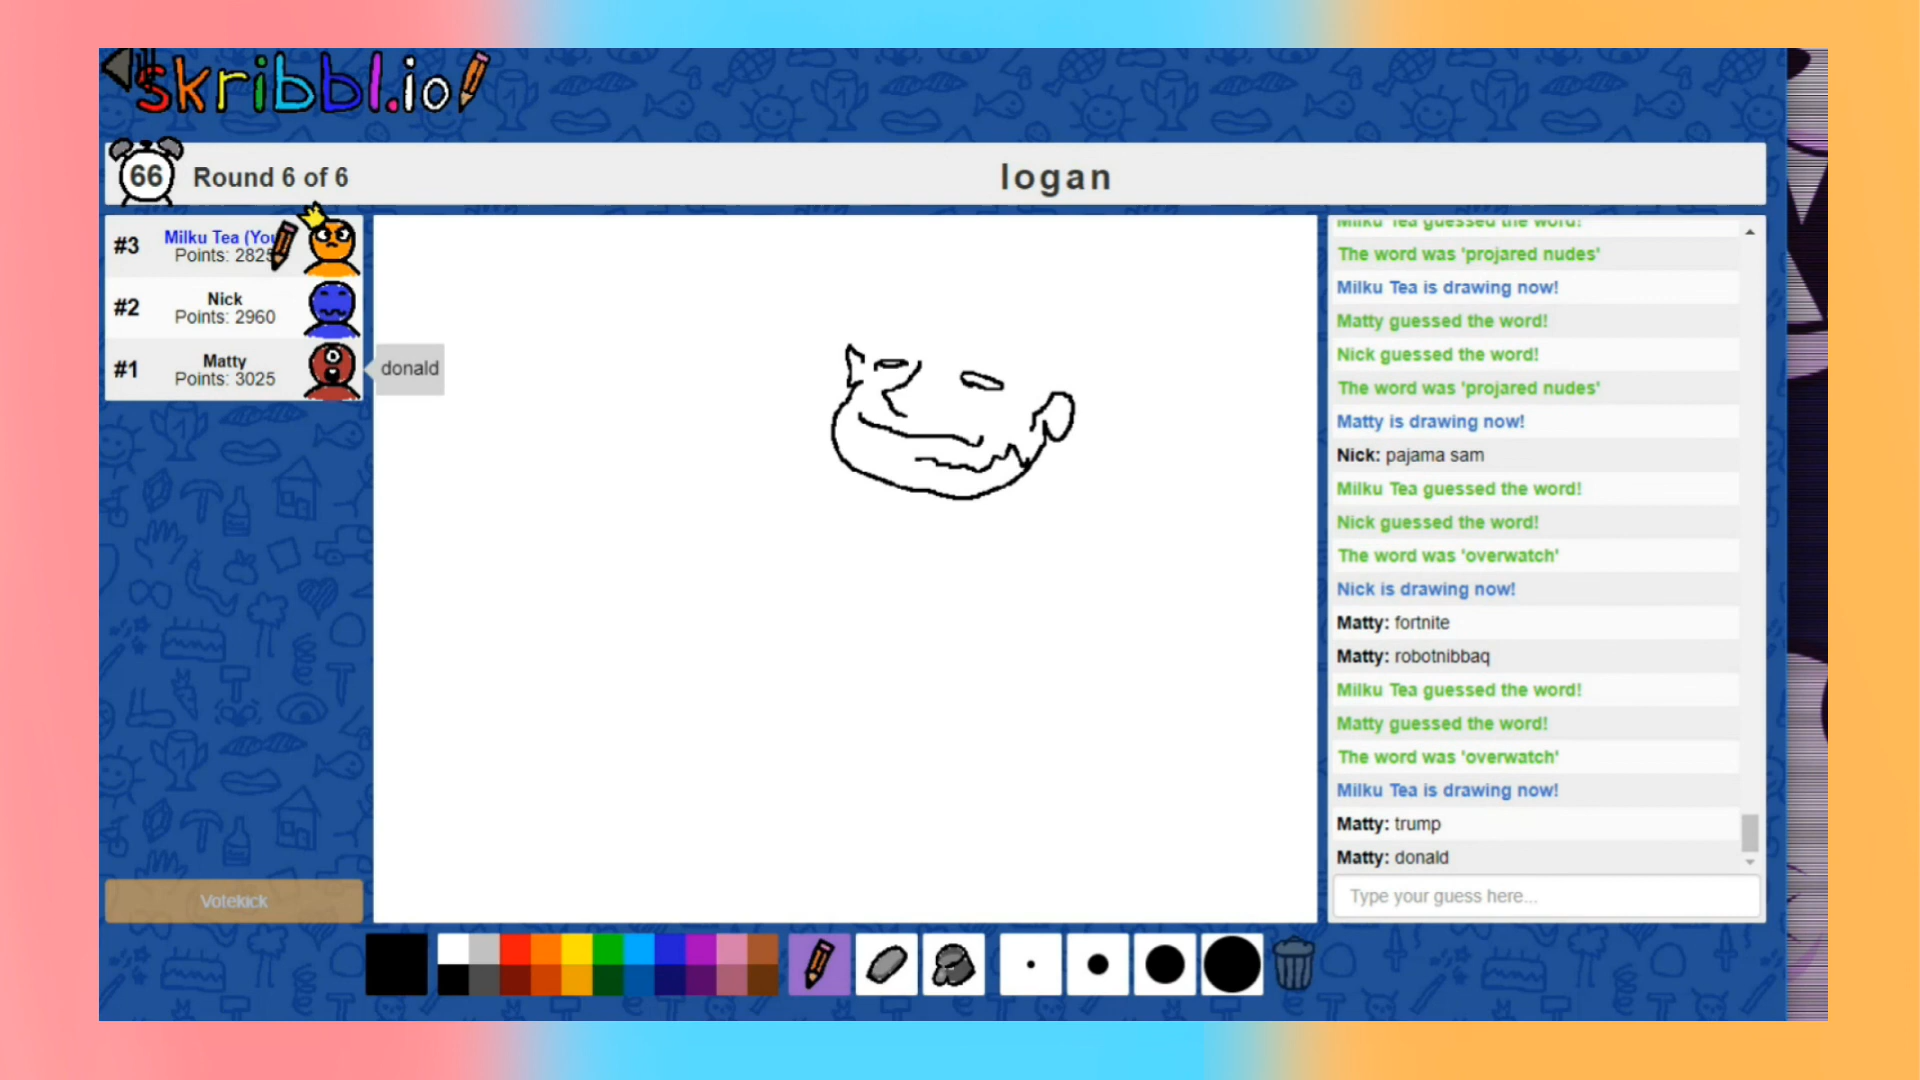 skribbl.io
66
Round 6 of 6
logan
#3
Milku Tea (You
Points: 2825
#2
Nick
Points: 2960
#1
Matty
Points: 3025
donald
Milku Tea guessed the word!
The word was 'projared nudes'
Milku Tea is drawing now!
Matty guessed the word!
Nick guessed the word!
The word was 'projared nudes'
Matty is drawing now!
Nick: pajama sam
Milku Tea guessed the word!
Nick guessed the word!
The word was 'overwatch'
Nick is drawing now!
Matty: fortnite
Matty: robotnibbaq
Milku Tea guessed the word!
Matty guessed the word!
The word was 'overwatch'
Milku Tea is drawing now!
Matty: trump
Matty: donald
Type your guess here...
Votekick